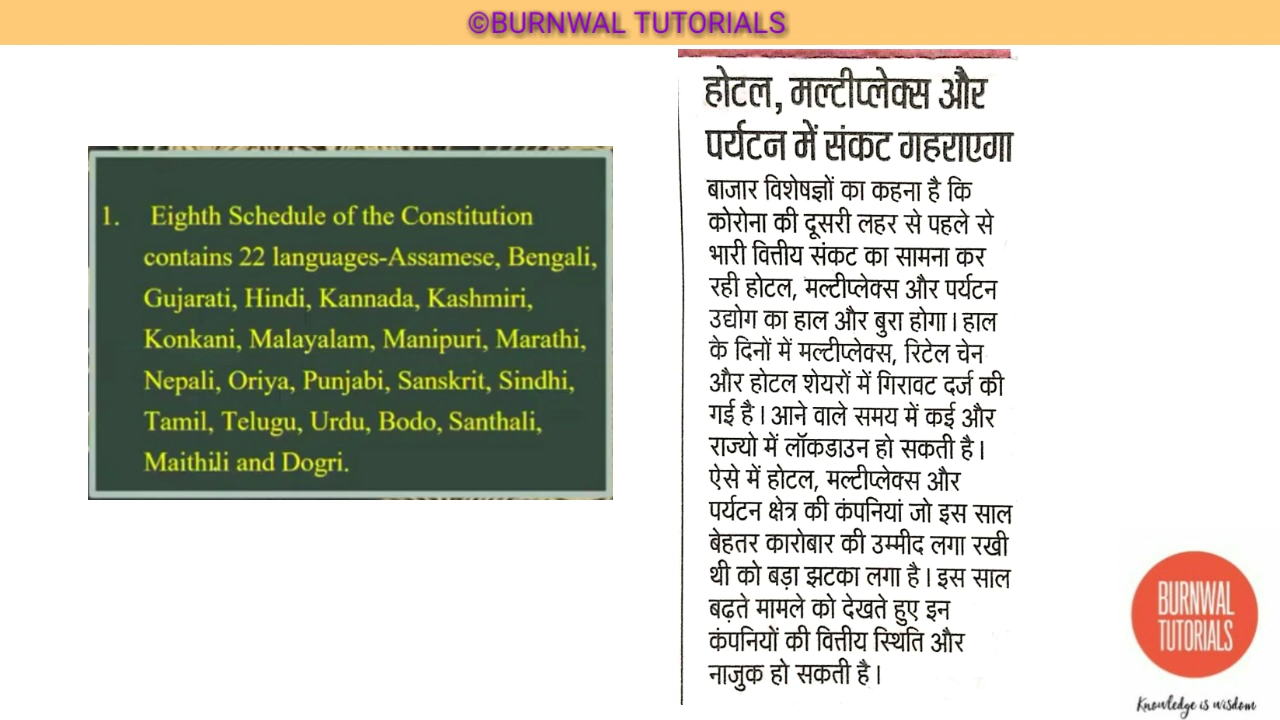 ©BURNWAL TUTORIALS
1. Eighth Schedule of the Constitution
contains 22 languages-Assamese, Bengali,
Gujarati, Hindi, Kannada, Kashmiri,
Konkani, Malayalam, Manipuri, Marathi,
Nepali, Oriya, Punjabi, Sanskrit, Sindhi,
Tamil, Telugu, Urdu, Bodo, Santhali,
Maithili and Dogri.
होटल, मल्टीप्लेक्स और
पर्यटन में संकट गहराएगा
बाजार विशेषज्ञों का कहना है कि
कोरोना की दूसरी लहर से पहले से
भारी वित्तीय संकट का सामना कर
रही होटल, मल्टीप्लेक्स और पर्यटन
उद्योग का हाल और बुरा होगा। हाल
के दिनों में मल्टीप्लेक्स, रिटेल चेन
और होटल शेयरों में गिरावट दर्ज की
गई है। आने वाले समय में कई और
राज्यो में लॉकडाउन हो सकती है।
ऐसे में होटल, मल्टीप्लेक्स और
पर्यटन क्षेत्र की कंपनियां जो इस साल
बेहतर कारोबार की उम्मीद लगा रखी
थी को बड़ा झटका लगा है। इस साल
बढ़ते मामले को देखते हुए इन
कंपनियों की वित्तीय स्थिति और
नाजुक हो सकती है।
BURNWAL
TUTORIALS
Knowledge is wisdom